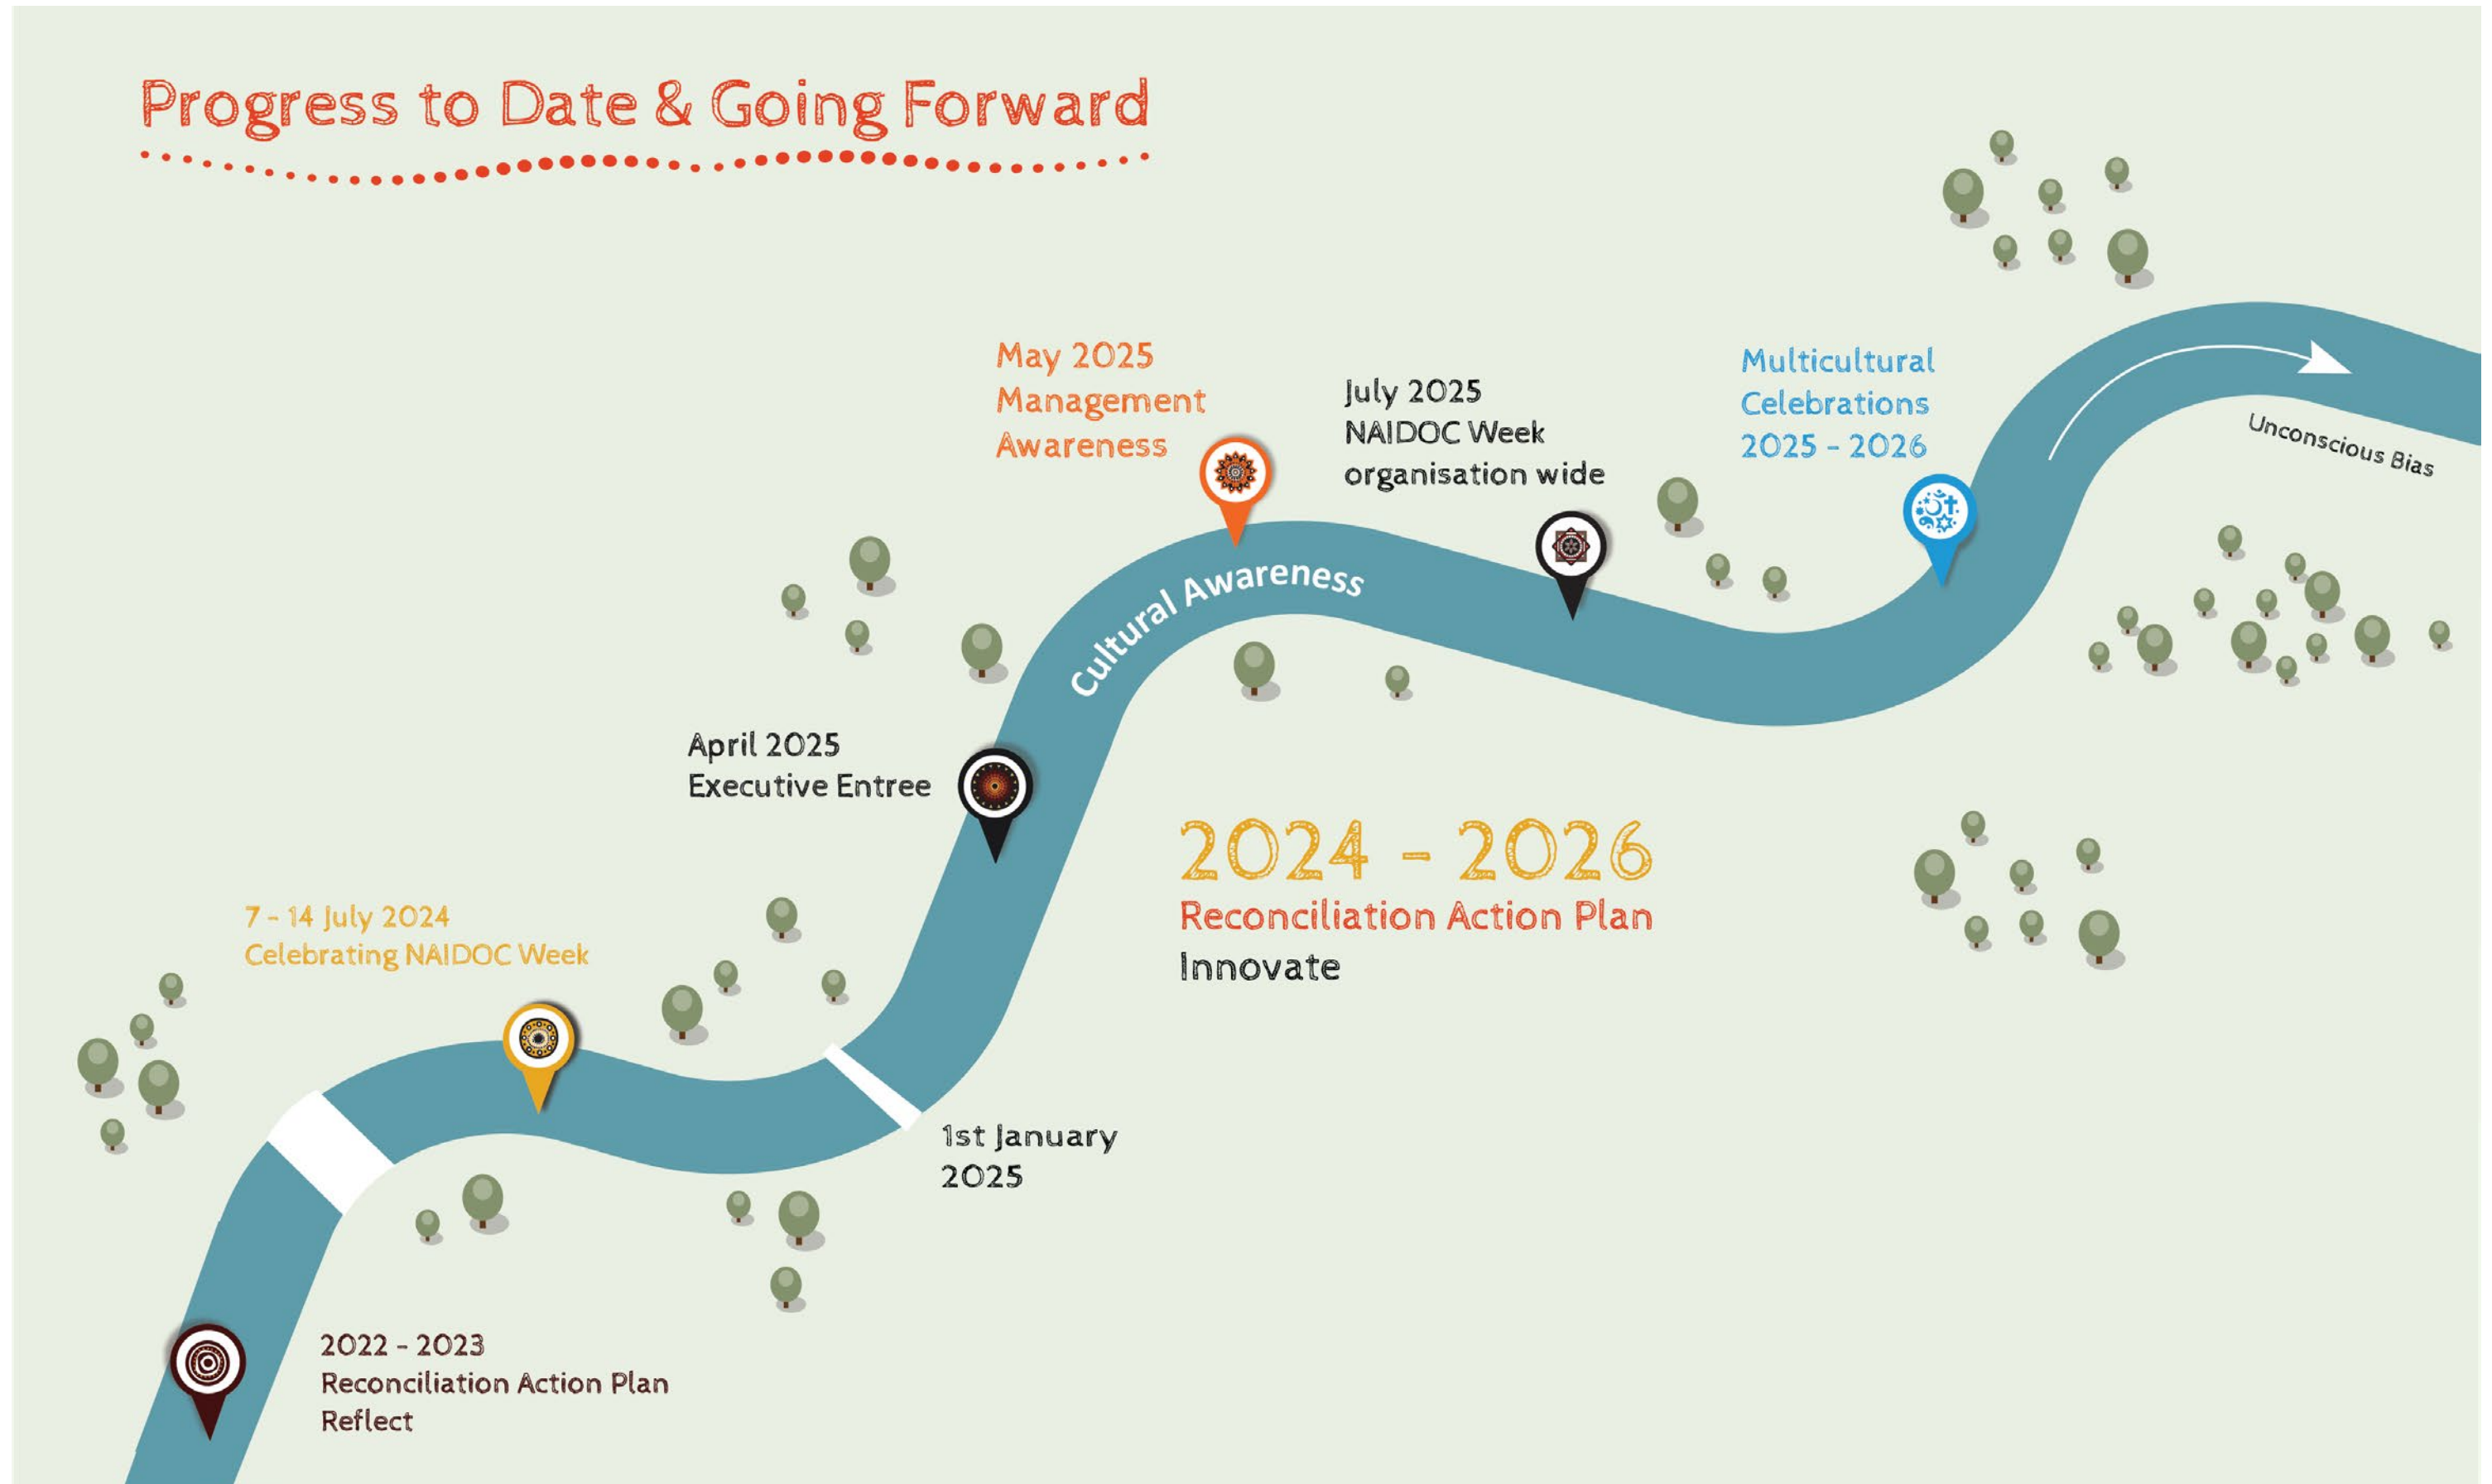 Progress to Date & Going Forward
May 2025
Management
Awareness
July 2025
NAIDOC Week
organisation wide
Multicultural
Celebrations
2025 - 2026
Unconscious Bias
Cultural Awareness
April 2025
Executive Entree
2024 - 2026
Reconciliation Action Plan
Innovate
7 - 14 July 2024
Celebrating NAIDOC Week
1st January
2025
2022 - 2023
Reconciliation Action Plan
Reflect